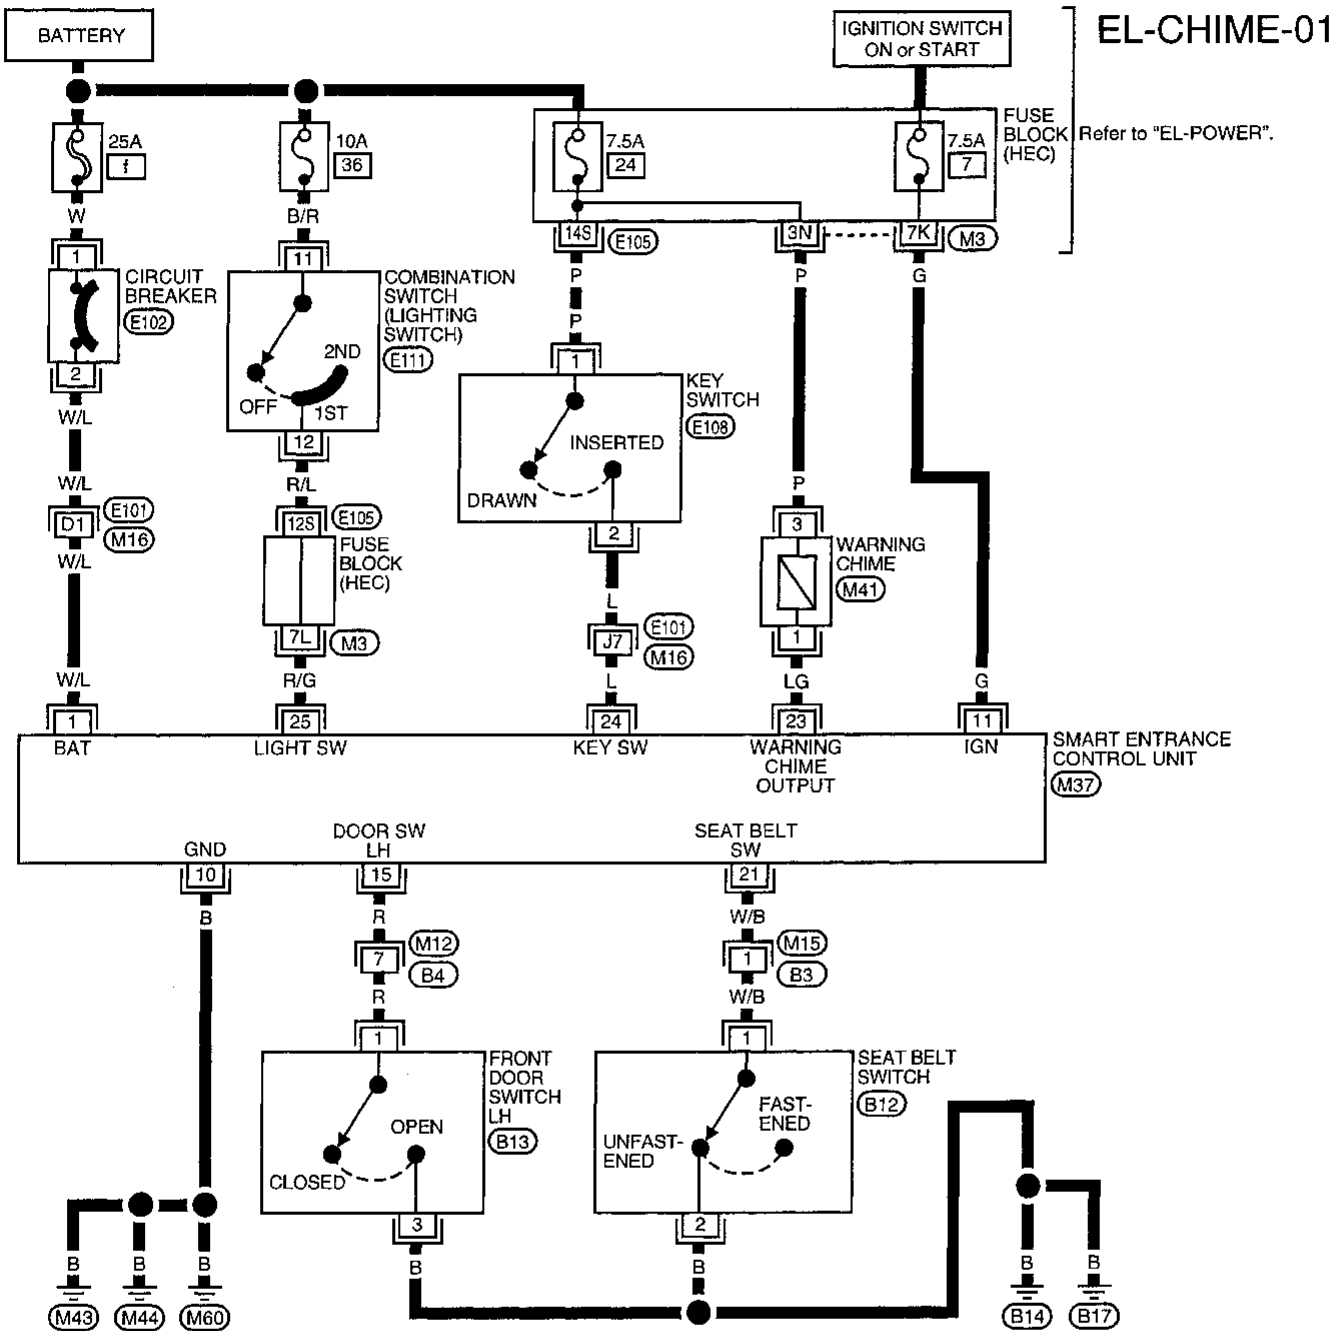 EL-CHIME-01
BATTERY
IGNITION SWITCH
ON or START
25A
f
10A
36
7.5A
24
7.5A
7
FUSE
BLOCK
(HEC)
Refer to "EL-POWER".
W
B/R
14S
E105
3N
7K
M3
1
11
P
P
G
CIRCUIT
BREAKER
E102
COMBINATION
SWITCH
(LIGHTING
SWITCH)
E111
P
2ND
OFF
1ST
2
12
1
KEY
SWITCH
E108
INSERTED
DRAWN
W/L
W/L
R/L
P
D1
E101
M16
12S
E105
2
3
W/L
FUSE
BLOCK
(HEC)
WARNING
CHIME
M41
L
7L
M3
J7
E101
M16
1
W/L
R/G
L
LG
G
1
25
24
23
11
BAT
LIGHT SW
KEY SW
WARNING
CHIME
OUTPUT
IGN
SMART ENTRANCE
CONTROL UNIT
M37
GND
DOOR SW
LH
SEAT BELT
SW
10
15
21
B
R
W/B
7
M12
B4
1
M15
B3
R
W/B
1
1
FRONT
DOOR
SWITCH
LH
B13
SEAT BELT
SWITCH
B12
OPEN
CLOSED
FAST-
ENED
UNFAST-
ENED
3
2
B
B
B
B
B
B
B
M43
M44
M60
B14
B17